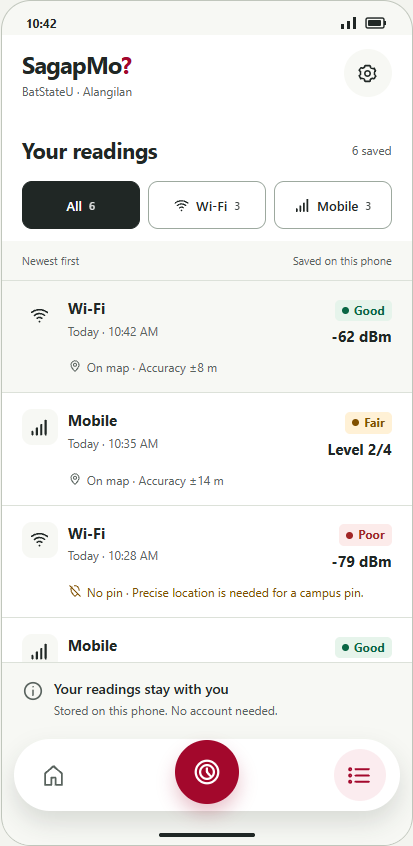 10:42
SagapMo?
BatStateU · Alangilan
Your readings
6 saved
All 6
Wi-Fi 3
Mobile 3
Newest first
Saved on this phone
Wi-Fi
Good
Today · 10:42 AM
-62 dBm
On map · Accuracy ±8 m
Mobile
Fair
Today · 10:35 AM
Level 2/4
On map · Accuracy ±14 m
Wi-Fi
Poor
Today · 10:28 AM
-79 dBm
No pin · Precise location is needed for a campus pin.
Mobile
Good
Your readings stay with you
Stored on this phone. No account needed.